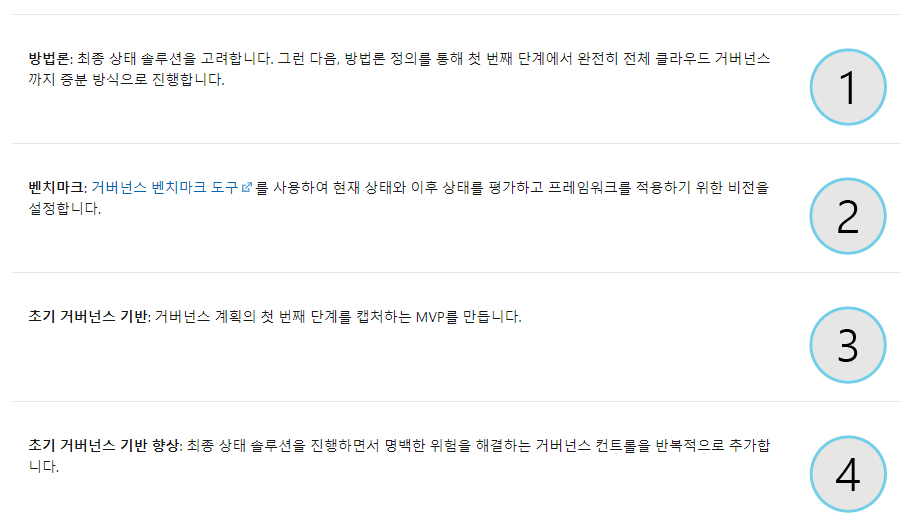 방법론: 최종 상태 솔루션을 고려합니다. 그런 다음, 방법론 정의를 통해 첫 번째 단계에서 완전히 전체 클라우드 거버넌스
까지 증분 방식으로 진행합니다.
1
벤치마크: 거버넌스 벤치마크 도구 를 사용하여 현재 상태와 이후 상태를 평가하고 프레임워크를 적용하기 위한 비전을
설정합니다.
2
초기 거버넌스 기반: 거버넌스 계획의 첫 번째 단계를 캡처하는 MVP를 만듭니다.
3
초기 거버넌스 기반 향상: 최종 상태 솔루션을 진행하면서 명백한 위험을 해결하는 거버넌스 컨트롤을 반복적으로 추가합
니다.
4